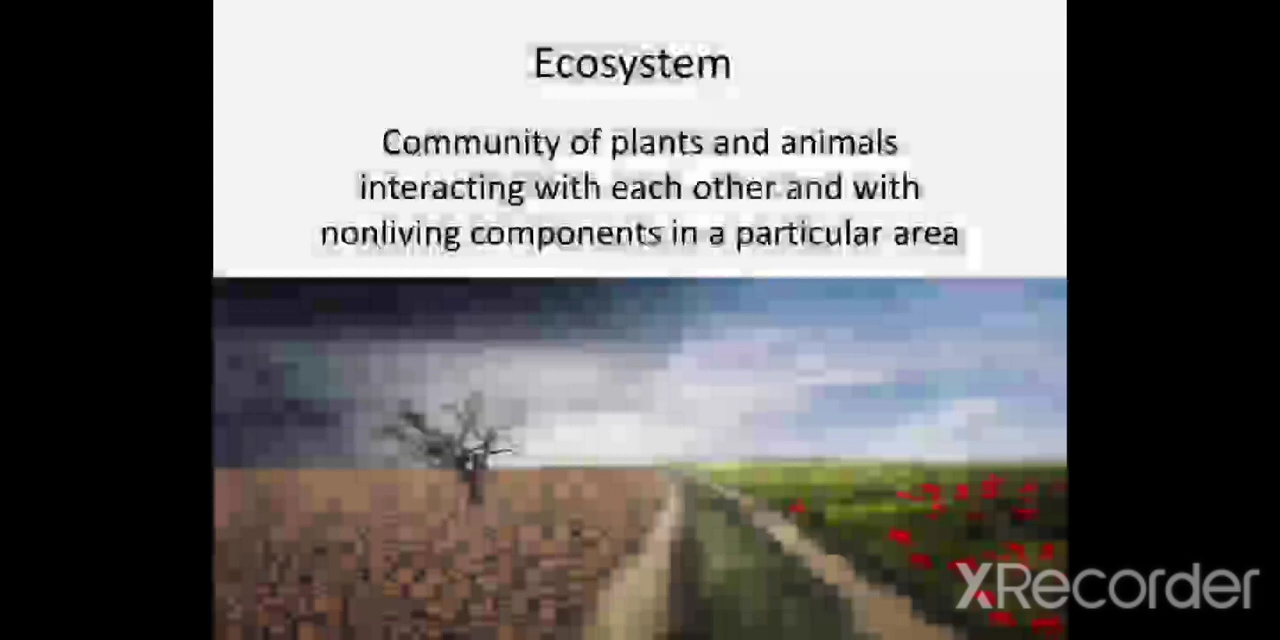 Ecosystem
Community of plants and animals
interacting with each other and with
nonliving components in a particular area
XRecorder